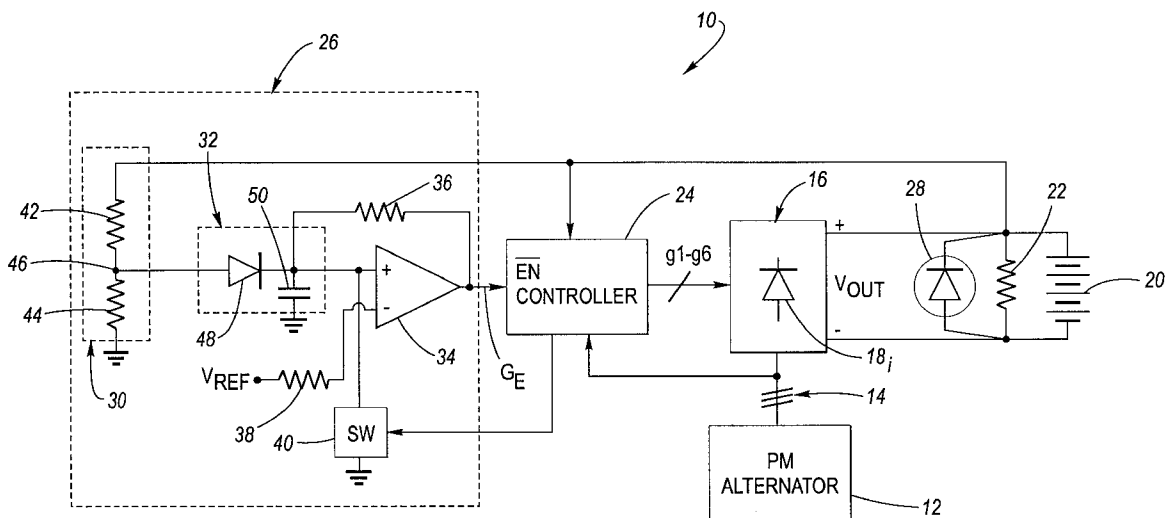 10
26
32
42
36
24
16
28
22
50
g1-g6
+
46
EN
CONTROLLER
VOUT
20
+
-
44
48
34
GE
-
18i
VREF
30
38
40
SW
14
PM
ALTERNATOR
12